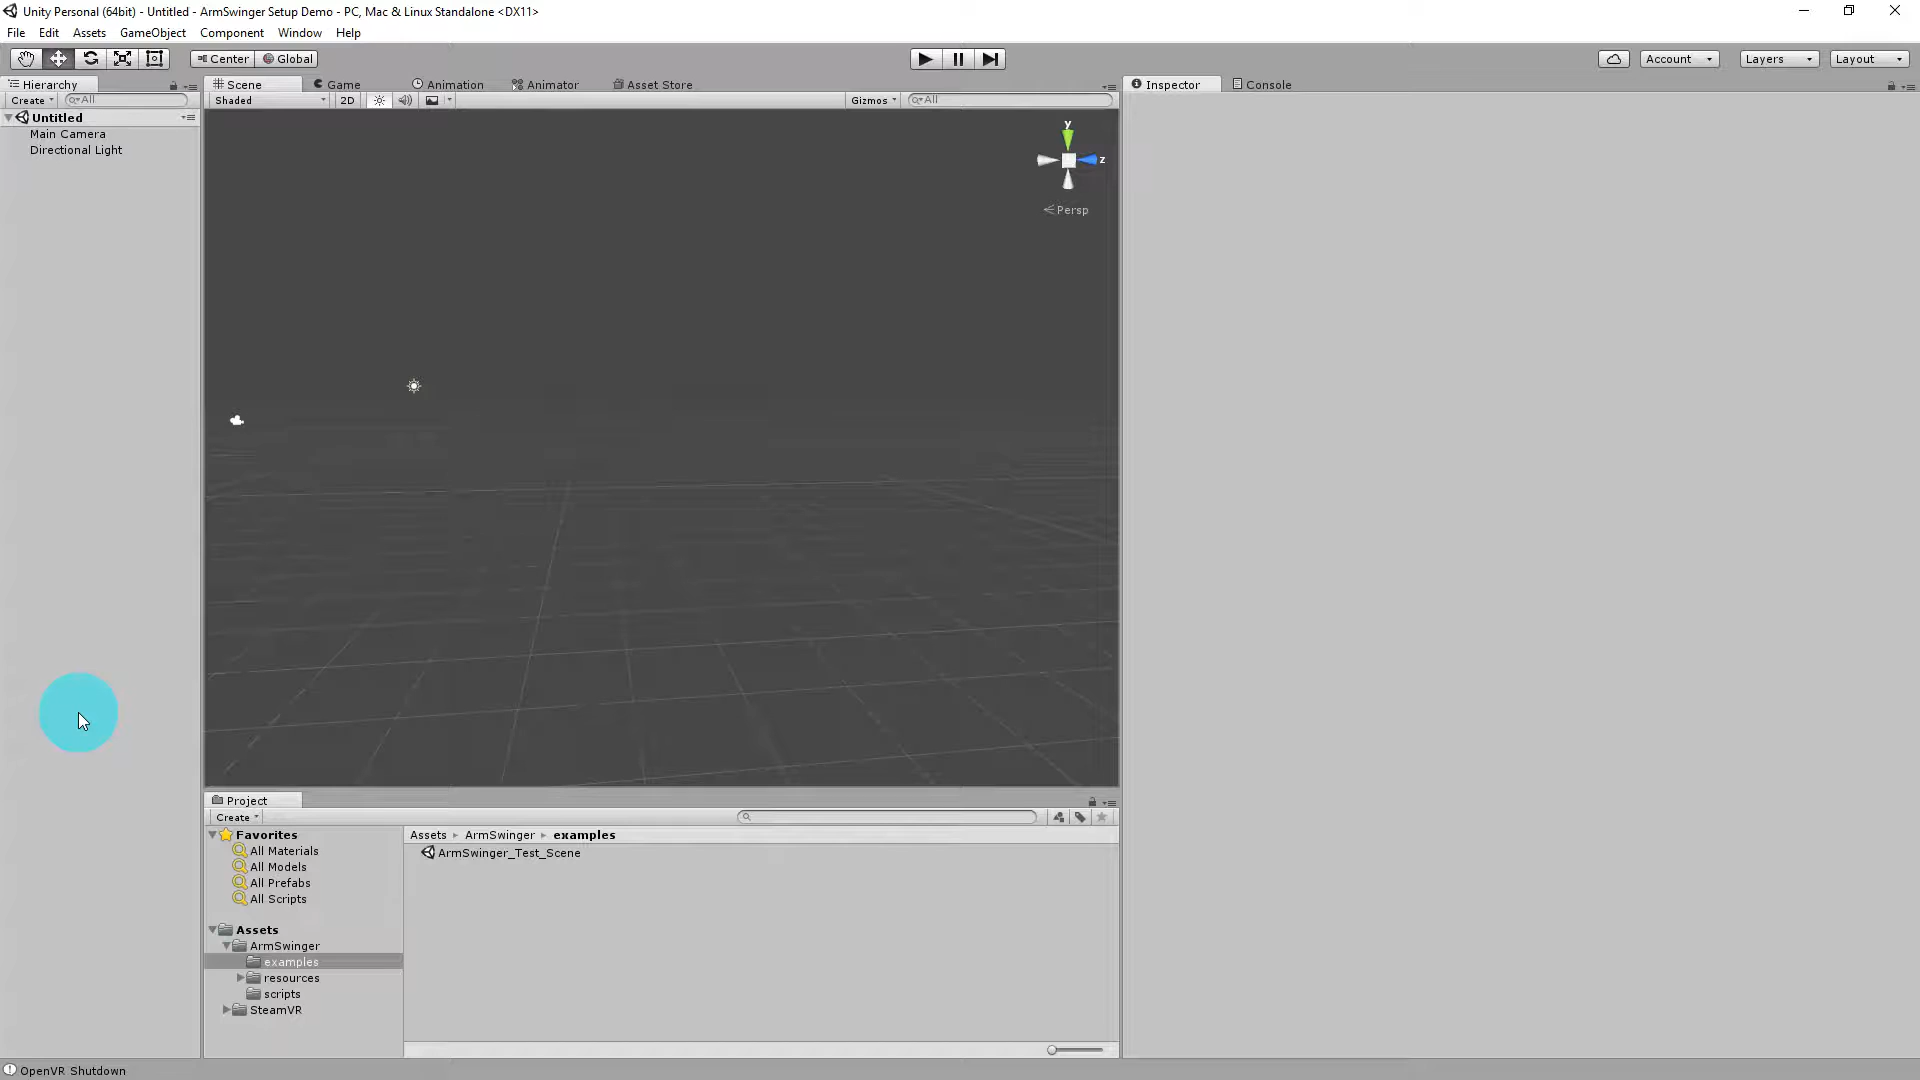 Unity Personal (64bit) - Untitled - ArmSwinger Setup Demo - PC, Mac & Linux Standalone <DX11>
File Edit Assets GameObject Component Window Help
Center Global Account Layers Layout
Hierarchy Scene Game Animation Animator Asset Store Inspector Console
Create All Shaded 2D Gizmos All
Untitled
Main Camera
Directional Light
y
z
Persp
Project
Create
Favorites
All Materials
All Models
All Prefabs
All Scripts
Assets
ArmSwinger
examples
resources
scripts
SteamVR
Assets ArmSwinger examples
ArmSwinger_Test_Scene
OpenVR Shutdown